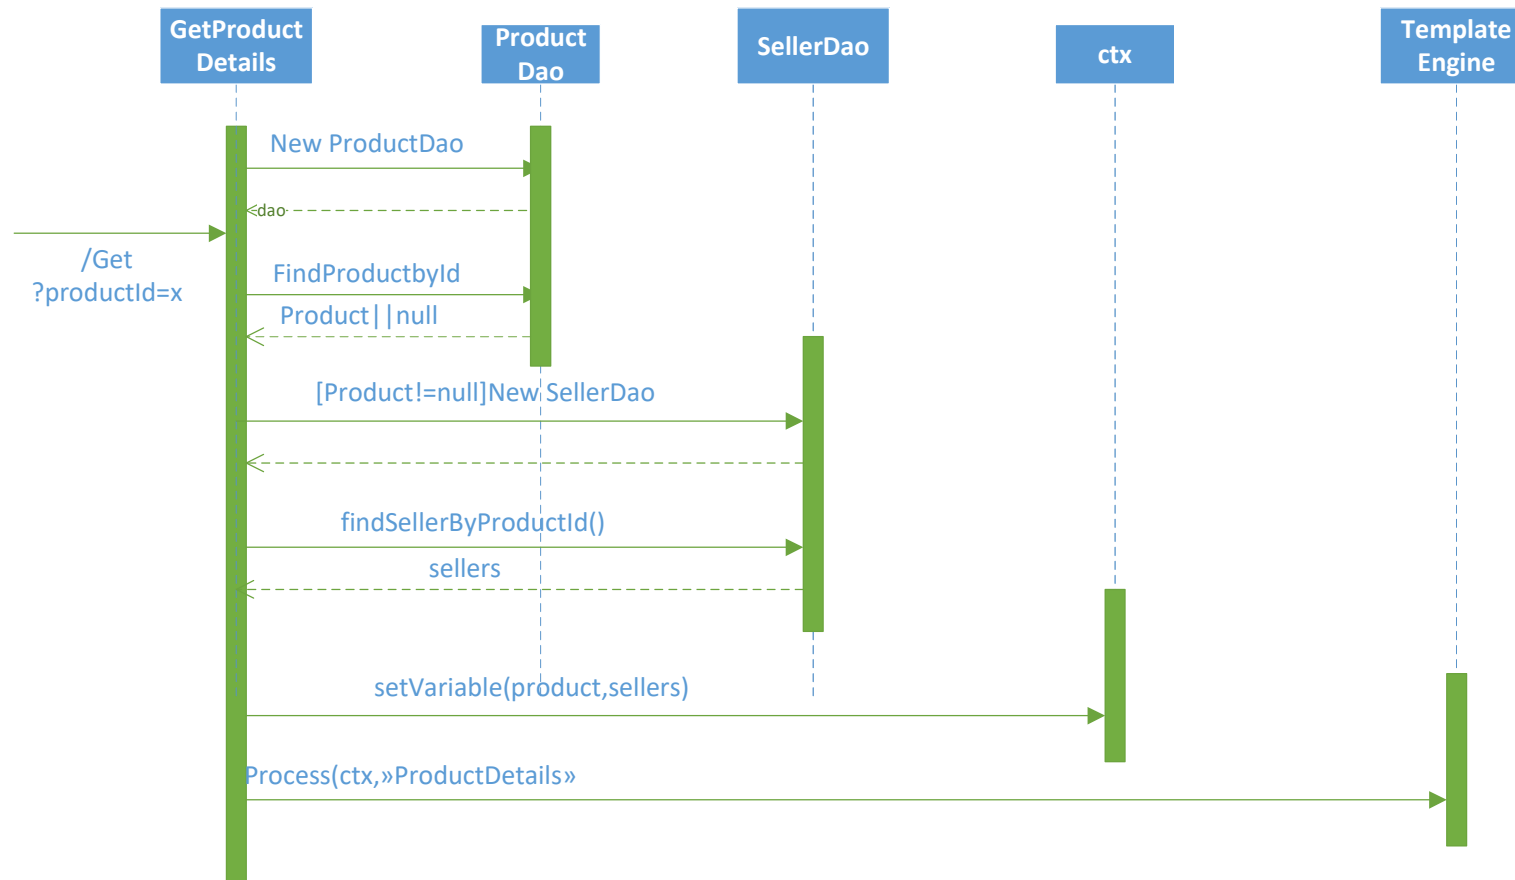 GetProduct
Details
Product
Dao
SellerDao
ctx
Template
Engine
New ProductDao
dao
/Get
?productId=x
FindProductbyId
Product||null
[Product!=null]New SellerDao
findSellerByProductId()
sellers
setVariable(product,sellers)
Process(ctx,»ProductDetails»